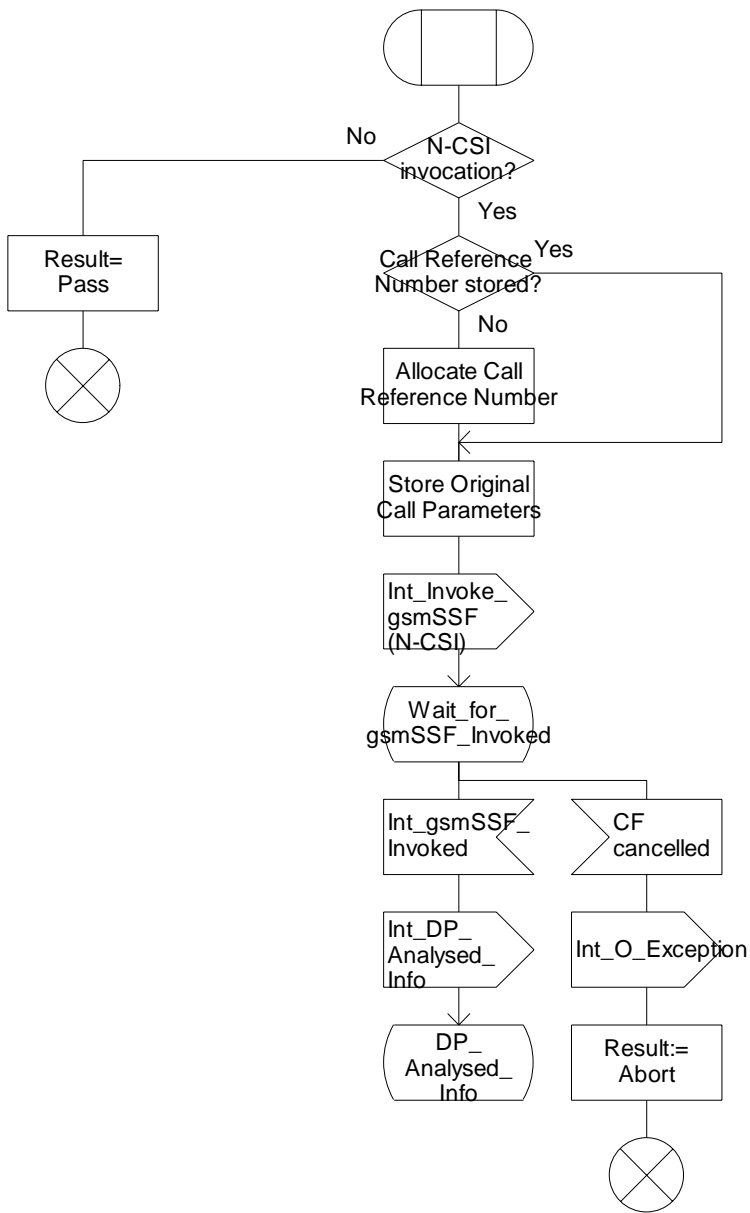 No
N-CSI
invocation?
Yes
Result=
Pass
Call Reference
Number stored?
Yes
No
Allocate Call
Reference Number
Store Original
Call Parameters
Int_Invoke_
gsmSSF
(N-CSI)
Wait_for_
gsmSSF_Invoked
Int_gsmSSF_
Invoked
CF
cancelled
Int_DP_
Analysed_
Info
Int_O_Exception
DP_
Analysed_
Info
Result:=
Abort